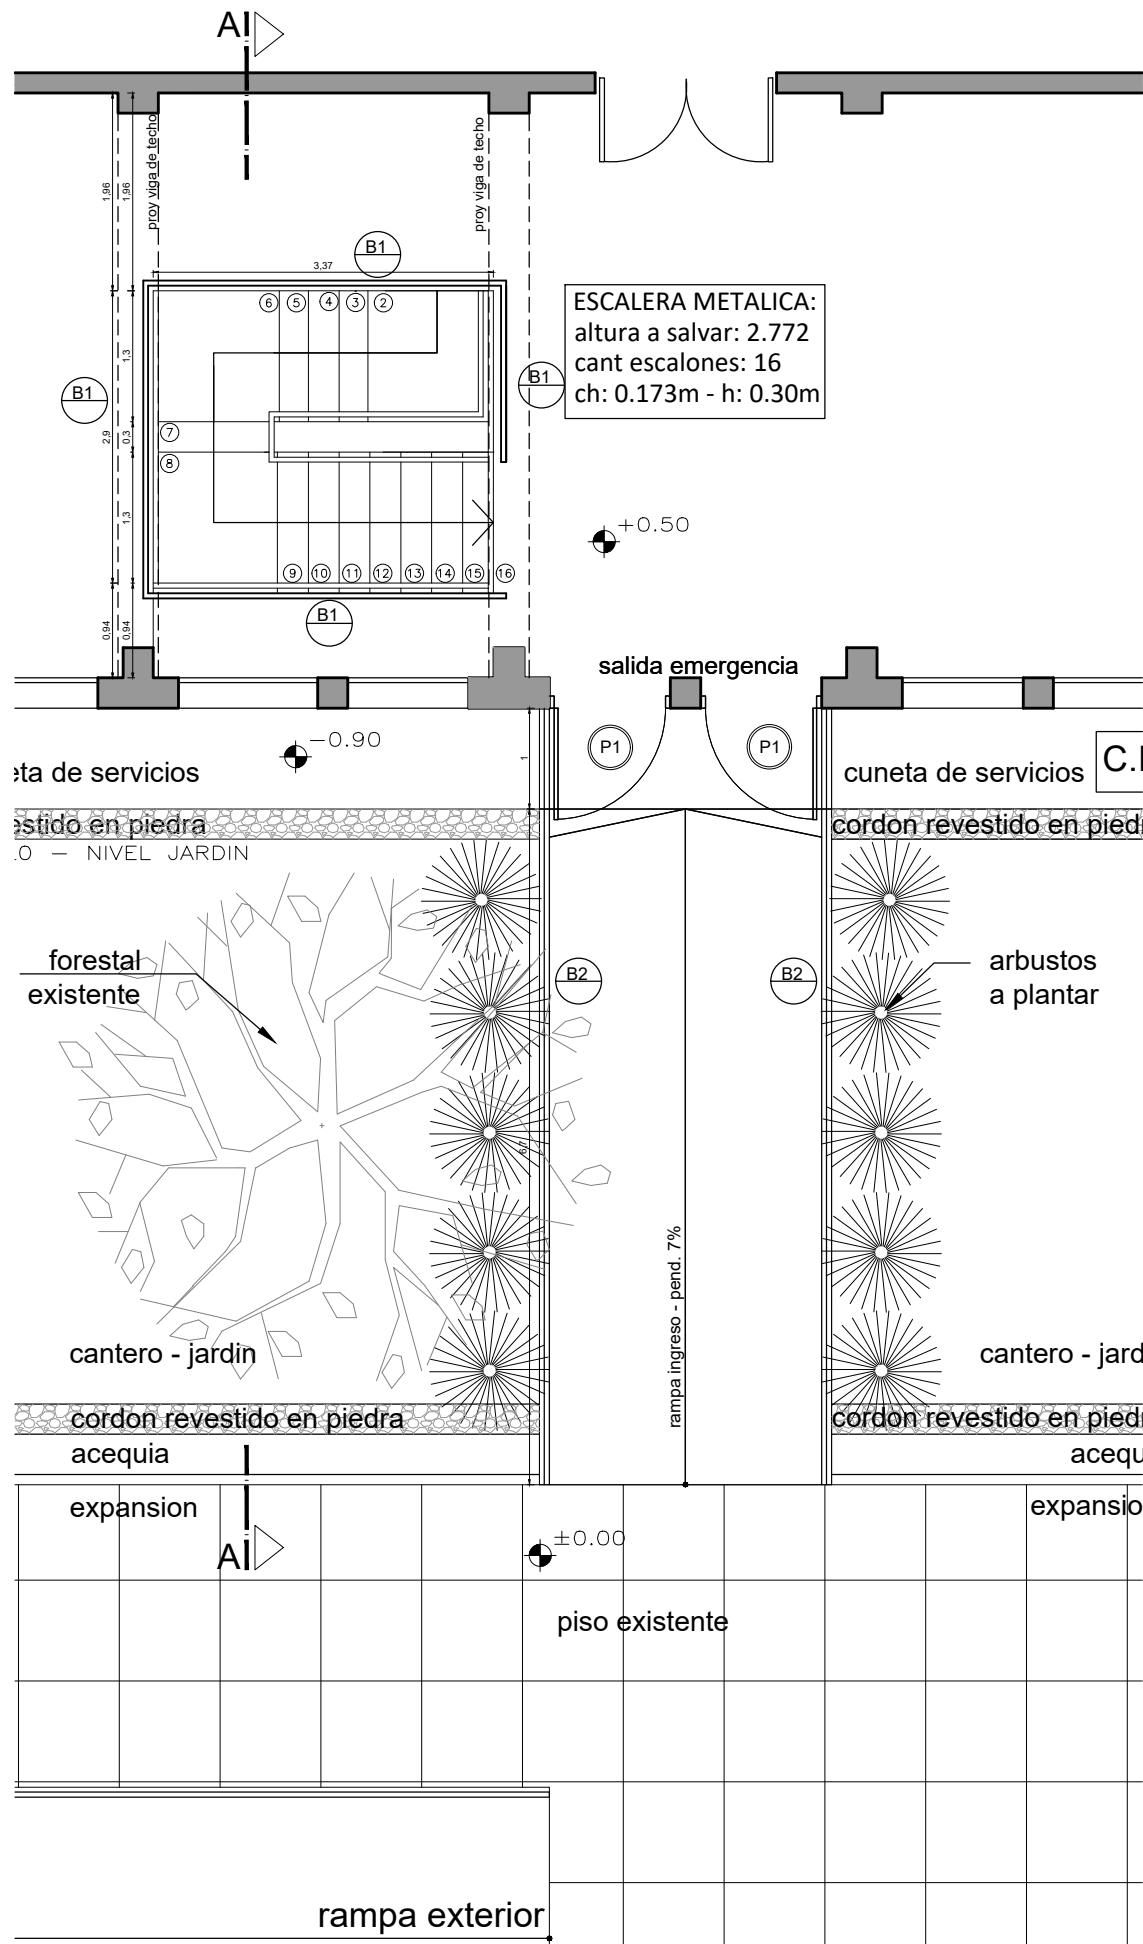 A
proy viga de techo
proy viga de techo
1,96
1,96
B1
3,37
6
5
4
3
2
ESCALERA METALICA:
altura a salvar: 2.772
cant escalones: 16
ch: 0.173m - h: 0.30m
B1
B1
1,3
2,9
0,3
7
8
1,3
+0.50
9
10
11
12
13
14
15
16
B1
0,94
0,94
salida emergencia
-0.90
P1
P1
1
cuneta de servicios
C.
eta de servicios
estido en piedra
cordon revestido en pied
.0 - NIVEL JARDIN
forestal
existente
B2
B2
arbustos
a plantar
6,7
rampa ingreso - pend. 7%
cantero - jardin
cantero - jard
cordon revestido en piedra
cordon revestido en pied
acequia
acequ
expansion
expansio
A
±0.00
piso existente
rampa exterior